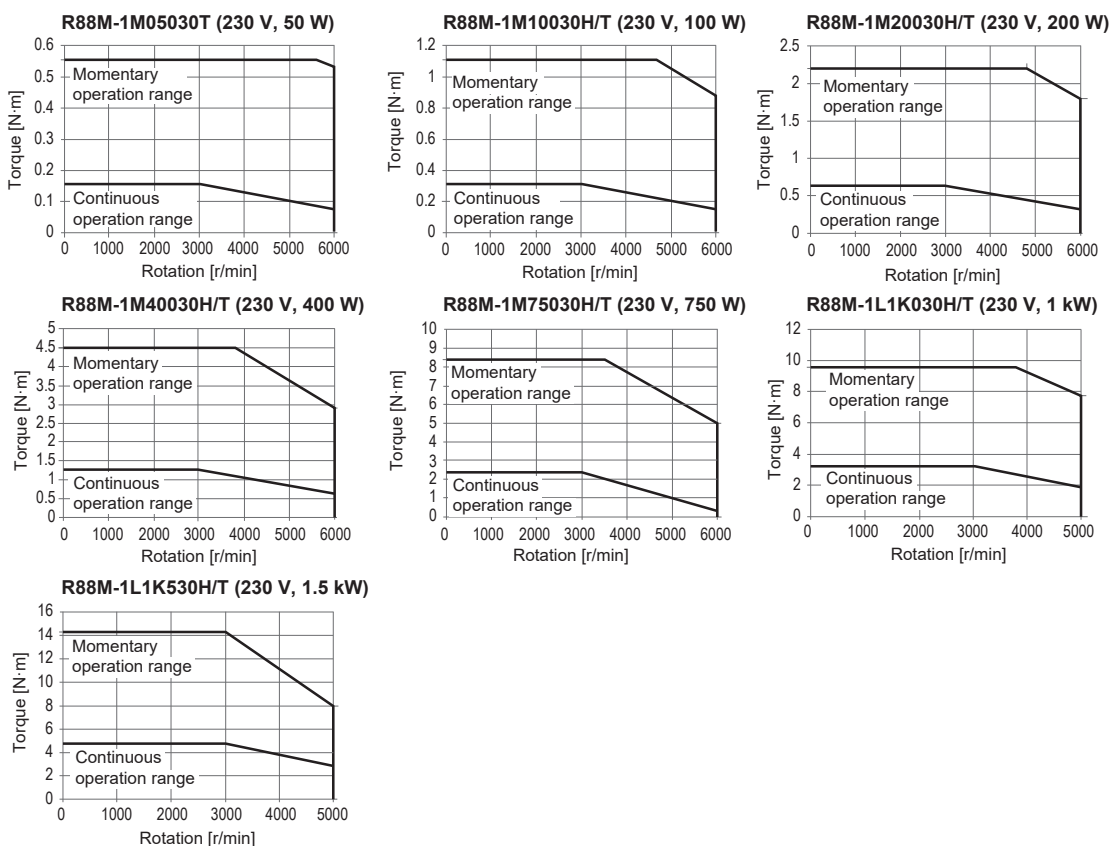 R88M-1M05030T (230 V, 50 W)
Torque [N·m]
0.6
0.5
0.4
0.3
0.2
0.1
0
Momentary
operation range
Continuous
operation range
0 1000 2000 3000 4000 5000 6000
Rotation [r/min]
R88M-1M10030H/T (230 V, 100 W)
Torque [N·m]
1.2
1
0.8
0.6
0.4
0.2
0
Momentary
operation range
Continuous
operation range
0 1000 2000 3000 4000 5000 6000
Rotation [r/min]
R88M-1M20030H/T (230 V, 200 W)
Torque [N·m]
2.5
2
1.5
1
0.5
0
Momentary
operation range
Continuous
operation range
0 1000 2000 3000 4000 5000 6000
Rotation [r/min]
R88M-1M40030H/T (230 V, 400 W)
Torque [N·m]
5
4.5
4
3.5
3
2.5
2
1.5
1
0.5
0
Momentary
operation range
Continuous
operation range
0 1000 2000 3000 4000 5000 6000
Rotation [r/min]
R88M-1M75030H/T (230 V, 750 W)
Torque [N·m]
10
9
8
7
6
5
4
3
2
1
0
Momentary
operation range
Continuous
operation range
0 1000 2000 3000 4000 5000 6000
Rotation [r/min]
R88M-1L1K030H/T (230 V, 1 kW)
Torque [N·m]
12
10
8
6
4
2
0
Momentary
operation range
Continuous
operation range
0 1000 2000 3000 4000 5000
Rotation [r/min]
R88M-1L1K530H/T (230 V, 1.5 kW)
Torque [N·m]
16
14
12
10
8
6
4
2
0
Momentary
operation range
Continuous
operation range
0 1000 2000 3000 4000 5000
Rotation [r/min]